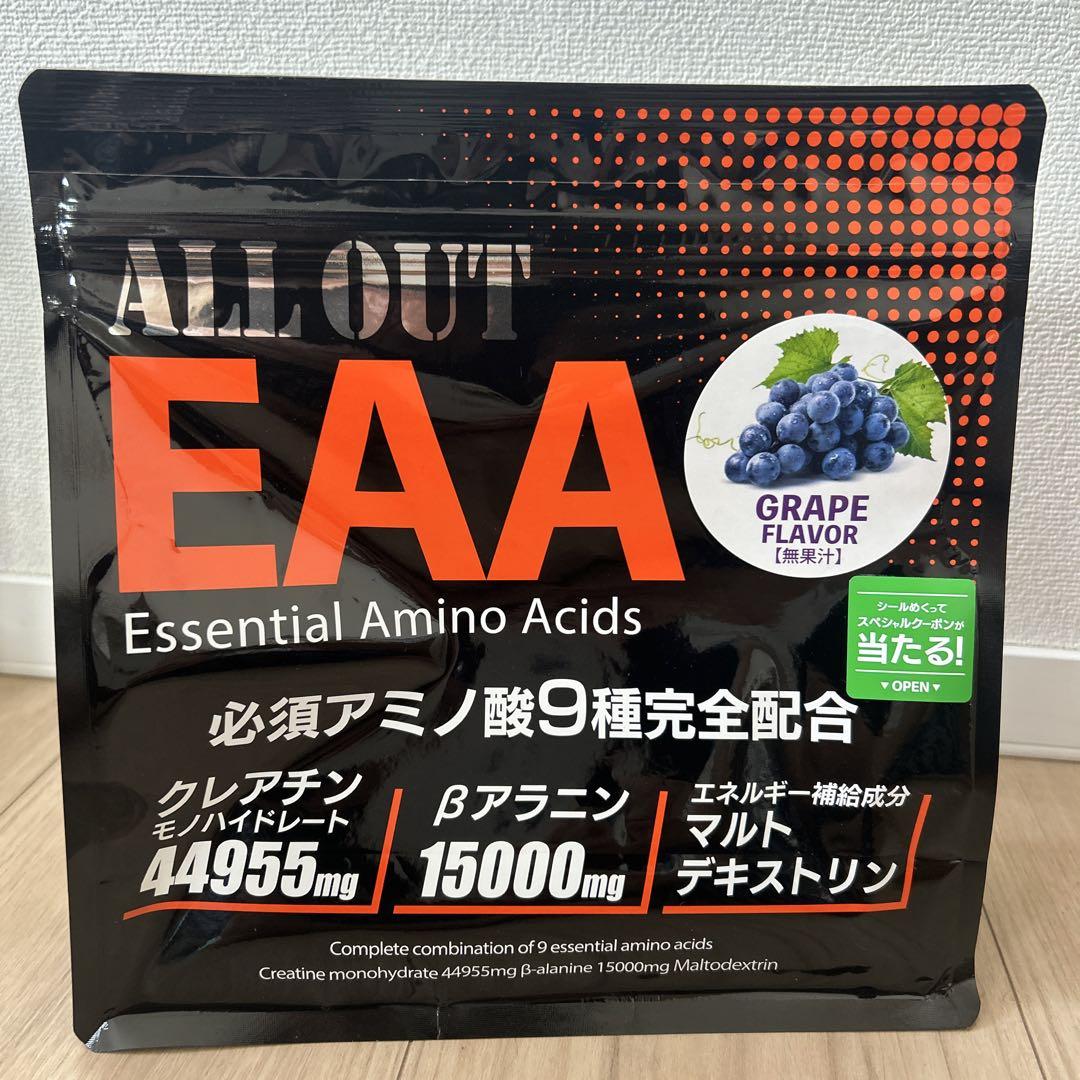 ALL OUT
EAA
Essential Amino Acids
GRAPE
FLAVOR
【無果汁】
シールめくって
スペシャルクーポンが
当たる!
▼OPEN▼
必須アミノ酸9種完全配合
クレアチン
モノハイドレート
44955mg
βアラニン
15000mg
エネルギー補給成分
マルト
デキストリン
Complete combination of 9 essential amino acids
Creatine monohydrate 44955mg β-alanine 15000mg Maltodextrin